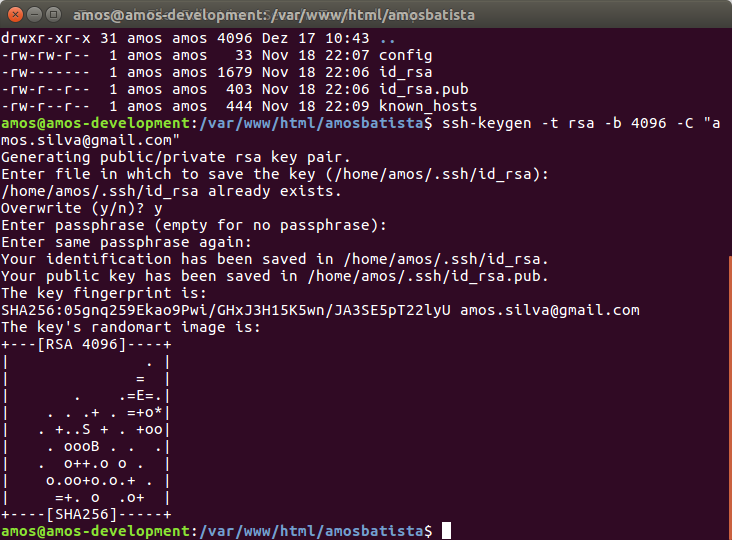 amos@amos-development: /var/www/html/amosbatista
drwxr-xr-x 31 amos amos 4096 Dez 17 10:43 ..
-rw-rw-r--  1 amos amos   33 Nov 18 22:07 config
-rw-------  1 amos amos 1679 Nov 18 22:06 id_rsa
-rw-r--r--  1 amos amos  403 Nov 18 22:06 id_rsa.pub
-rw-r--r--  1 amos amos  444 Nov 18 22:09 known_hosts
amos@amos-development:/var/www/html/amosbatista$ ssh-keygen -t rsa -b 4096 -C "a
mos.silva@gmail.com"
Generating public/private rsa key pair.
Enter file in which to save the key (/home/amos/.ssh/id_rsa):
/home/amos/.ssh/id_rsa already exists.
Overwrite (y/n)? y
Enter passphrase (empty for no passphrase):
Enter same passphrase again:
Your identification has been saved in /home/amos/.ssh/id_rsa.
Your public key has been saved in /home/amos/.ssh/id_rsa.pub.
The key fingerprint is:
SHA256:05gnq259Ekao9Pwi/GHxJ3H15K5wn/JA3SE5pT22lyU amos.silva@gmail.com
The key's randomart image is:
+---[RSA 4096]----+
|               . |
|              =  |
|       .    .=E=.|
|    . . .+ . =+o*|
|   . +..S + . +oo|
|    . oooB . .  .|
|   .  o++.o o .  |
|    o.oo+o.o.+ . |
|     =+. o  .o+  |
+----[SHA256]-----+
amos@amos-development:/var/www/html/amosbatista$